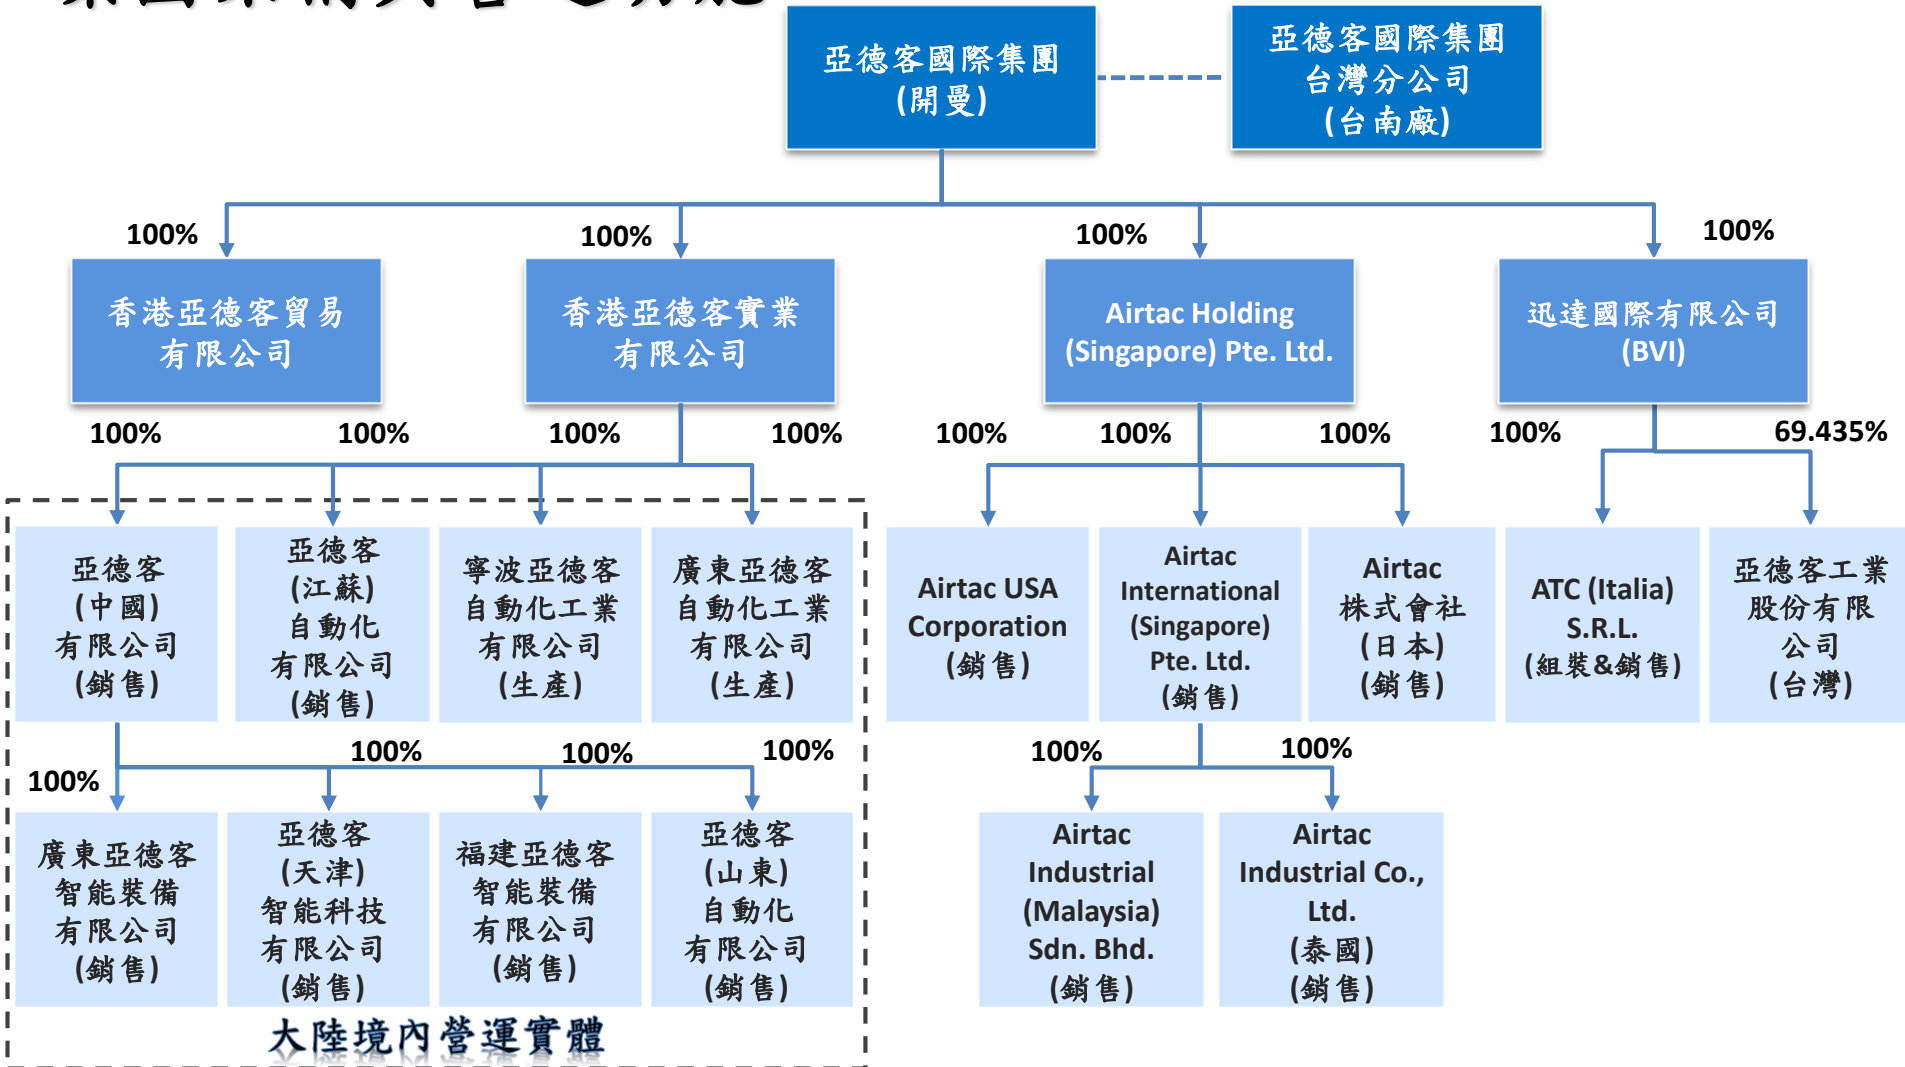 亞德客國際集團
(開曼)
亞德客國際集團
台灣分公司
(台南廠)
100%
100%
100%
100%
香港亞德客貿易
有限公司
香港亞德客實業
有限公司
Airtac Holding
(Singapore) Pte. Ltd.
迅達國際有限公司
(BVI)
100%
100%
100%
100%
100%
100%
100%
100%
69.435%
亞德客
(中國)
有限公司
(銷售)
亞德客
(江蘇)
自動化
有限公司
(銷售)
寧波亞德客
自動化工業
有限公司
(生產)
廣東亞德客
自動化工業
有限公司
(生產)
Airtac USA
Corporation
(銷售)
Airtac
International
(Singapore)
Pte. Ltd.
(銷售)
Airtac
株式會社
(日本)
(銷售)
ATC (Italia)
S.R.L.
(組裝&銷售)
亞德客工業
股份有限
公司
(台灣)
100%
100%
100%
100%
100%
100%
廣東亞德客
智能裝備
有限公司
(銷售)
亞德客
(天津)
智能科技
有限公司
(銷售)
福建亞德客
智能裝備
有限公司
(銷售)
亞德客
(山東)
自動化
有限公司
(銷售)
Airtac
Industrial
(Malaysia)
Sdn. Bhd.
(銷售)
Airtac
Industrial Co.,
Ltd.
(泰國)
(銷售)
大陸境內營運實體